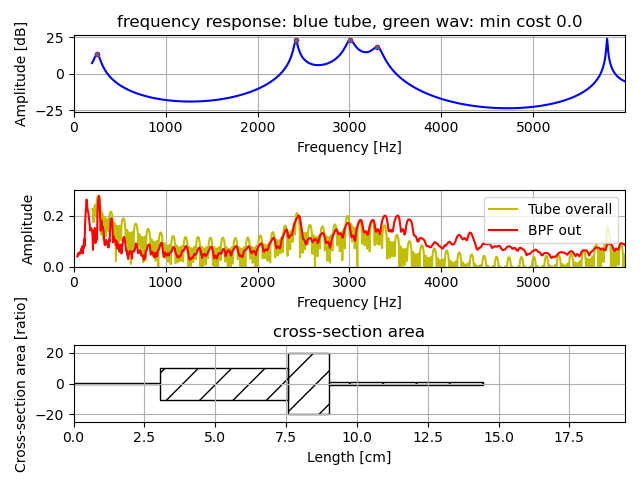 frequency response: blue tube, green wav: min cost 0.0
Amplitude [dB]
25
0
−25
0 1000 2000 3000 4000 5000
Frequency [Hz]
Amplitude
0.2
0.0
Tube overall
BPF out
0 1000 2000 3000 4000 5000
Frequency [Hz]
cross-section area
Cross-section area [ratio]
20
0
−20
0.0 2.5 5.0 7.5 10.0 12.5 15.0 17.5
Length [cm]